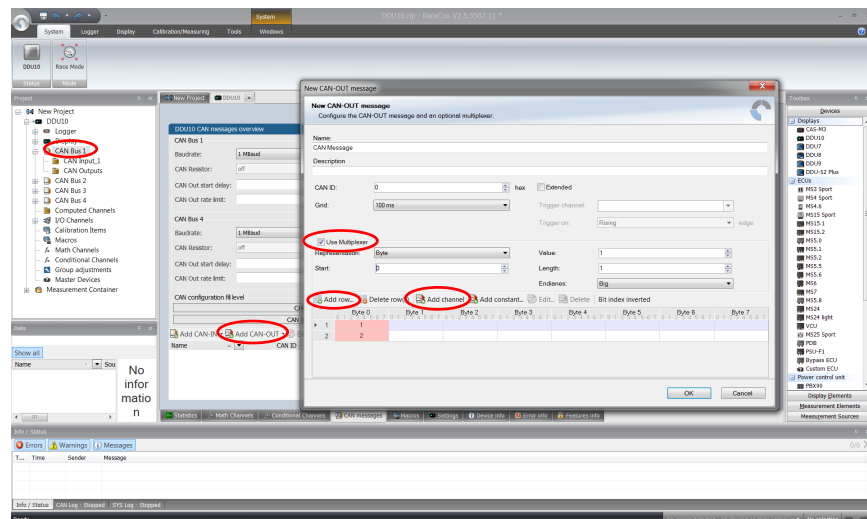 System
DDU10.rtp - RaceCon V2.5.3507.11 *
System Logger Display Calibration/Measuring Tools Windows
DDU10
Race Mode
Status
Mode
Project
New Project
DDU10
Logger
Display
CAN Bus 1
CAN Input_1
CAN Outputs
CAN Bus 2
CAN Bus 3
CAN Bus 4
Computed Channels
I/O Channels
Calibration Items
Macros
Math Channels
Conditional Channels
Group adjustments
Master Devices
Measurement Container
Data
Show all
Name
Sou
No
infor
matio
n
New Project
DDU10
DDU10 CAN messages overview
CAN Bus 1
Baudrate: 1 MBaud
CAN Resistor: off
CAN Out start delay:
CAN Out rate limit:
CAN Bus 4
Baudrate: 1 MBaud
CAN Resistor: off
CAN Out start delay:
CAN Out rate limit:
CAN configuration fill level
Add CAN-IN
Add CAN-OUT
Name
CAN ID
New CAN-OUT message
New CAN-OUT message
Configure the CAN-OUT message and an optional multiplexer.
Name:
CAN Message
Description
CAN ID: 0 hex Extended
Grid: 100 ms Trigger channel:
Trigger on: Rising edge
Use Multiplexer
Representation: Byte Value: 1
Start: 0 Length: 1
Endienes: Big
Add row... Delete row(s) Add channel Add constant... Edit... Delete Bit index inverted
Byte 0 Byte 1 Byte 2 Byte 3 Byte 4 Byte 5 Byte 6 Byte 7
1 1
2 2
OK Cancel
Statistics Math Channels Conditional Channels CAN messages Macros Settings Device info Error info Features info
Toolbox
Devices
Displays
CAS-M3
DDU10
DDU7
DDU8
DDU9
DDU-S2 Plus
ECUs
MS3 Sport
MS4 Sport
MS4.6
MS15 Sport
MS15.1
MS15.2
MS5.0
MS5.1
MS5.2
MS5.5
MS5.6
MS6
MS7
MS5.8
MS24
MS24 light
VCU
MS25 Sport
PDB
PSU-F1
Bypass ECU
Custom ECU
Power control unit
PBX90
Display Elements
Measurement Elements
Measurement Sources
Info / Status
Errors Warnings Messages
0/0
T... Time Sender Message
Info / Status CAN Log - Stopped SYS Log - Stopped
Ready